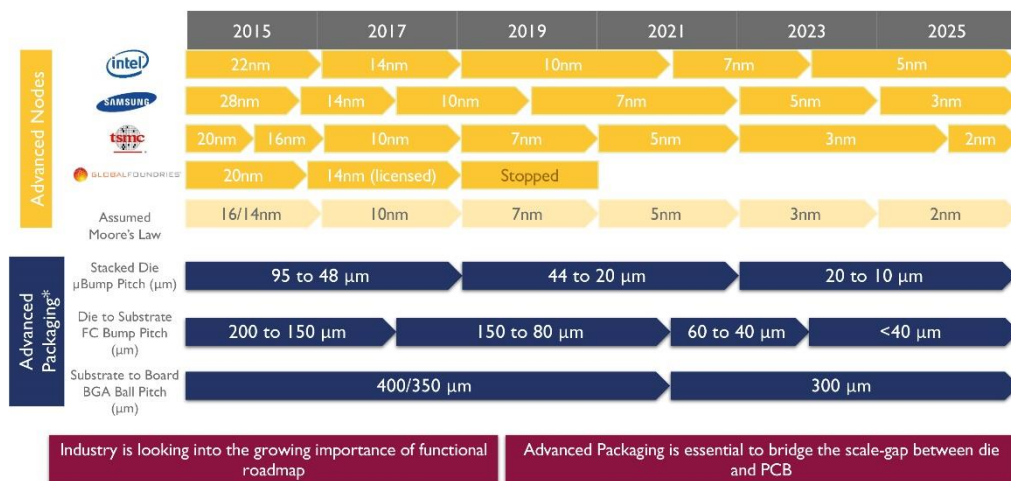 2015 2017 2019 2021 2023 2025
Advanced Nodes
intel 22nm 14nm 10nm 7nm 5nm
SAMSUNG 28nm 14nm 10nm 7nm 5nm 3nm
tsmc 20nm 16nm 10nm 7nm 5nm 3nm 2nm
GLOBALFOUNDRIES 20nm 14nm (licensed) Stopped
Assumed
Moore's Law
16/14nm 10nm 7nm 5nm 3nm 2nm
Advanced
Packaging*
Stacked Die
µBump Pitch (µm)
95 to 48 µm 44 to 20 µm 20 to 10 µm
Die to Substrate
FC Bump Pitch
(µm)
200 to 150 µm 150 to 80 µm 60 to 40 µm <40 µm
Substrate to Board
BGA Ball Pitch
(µm)
400/350 µm 300 µm
Industry is looking into the growing importance of functional
roadmap
Advanced Packaging is essential to bridge the scale-gap between die
and PCB